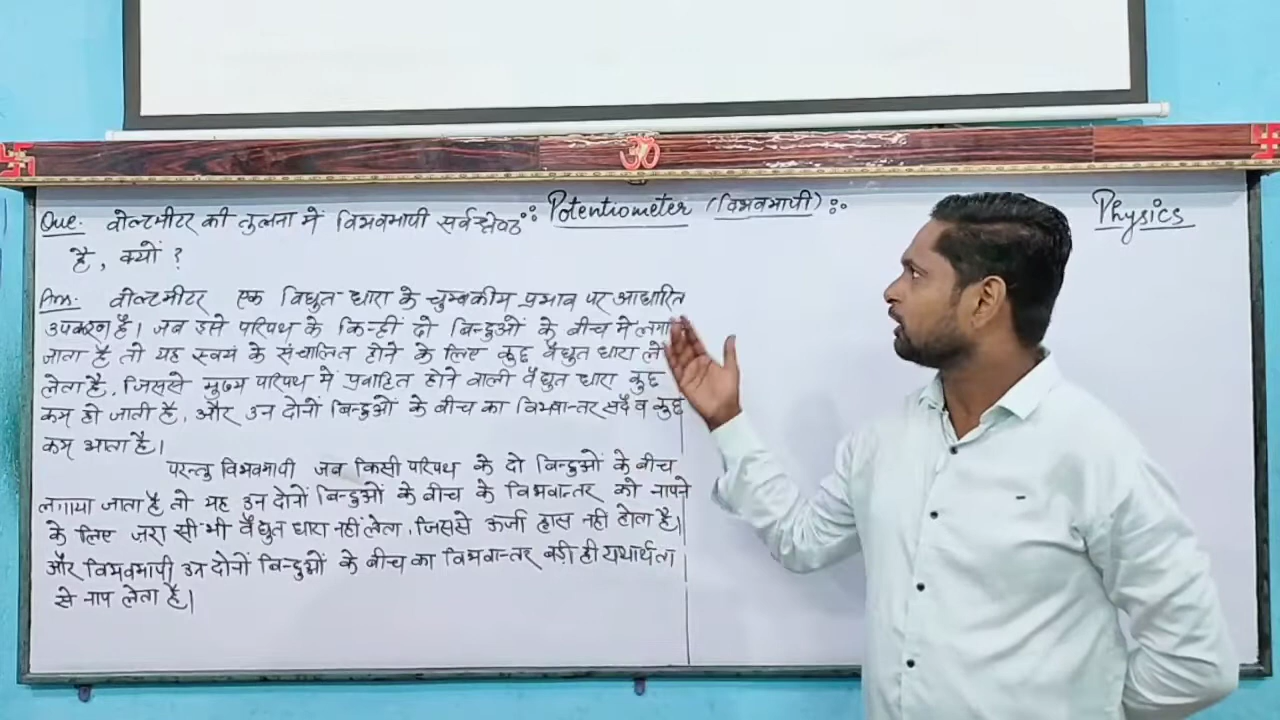 Potentiometer (विभवमापी)
Physics
Que. वोल्टमीटर की तुलना में विभवमापी सर्वश्रेष्ठ
है, क्यों ?
Ans. वोल्टमीटर एक विद्युत-धारा के चुम्बकीय प्रभाव पर आधारित
उपकरण है। जब इसे परिपथ के किन्हीं दो बिन्दुओं के बीच में लगा
जाता है तो यह स्वयं के संचालित होने के लिए कुछ वैद्युत धारा ले
लेता है, जिससे मुख्य परिपथ में प्रवाहित होने वाली वैद्युत धारा कुछ
कम हो जाती है, और उन दोनों बिन्दुओं के बीच का विभवान्तर सदैव कुछ
कम आता है।
परन्तु विभवमापी जब किसी परिपथ के दो बिन्दुओं के बीच
लगाया जाता है, तो यह उन दोनों बिन्दुओं के बीच के विभवान्तर को नापने
के लिए जरा सी भी वैद्युत धारा नहीं लेता, जिससे ऊर्जा ह्रास नहीं होता है।
और विभवमापी उन दोनों बिन्दुओं के बीच का विभवान्तर बड़ी ही यथार्थता
से नाप लेता है।
ॐ